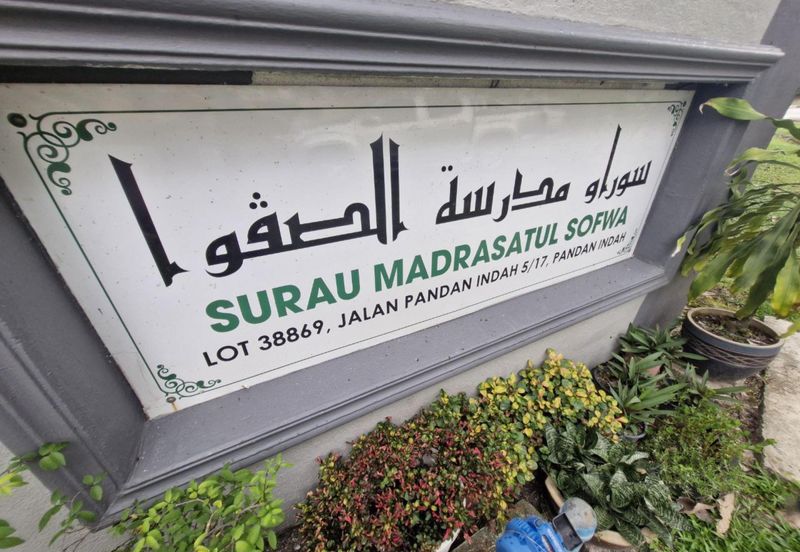 سوراو مدرسة الصفوا
SURAU MADRASATUL SOFWA
LOT 38869, JALAN PANDAN INDAH 5/17, PANDAN INDAH